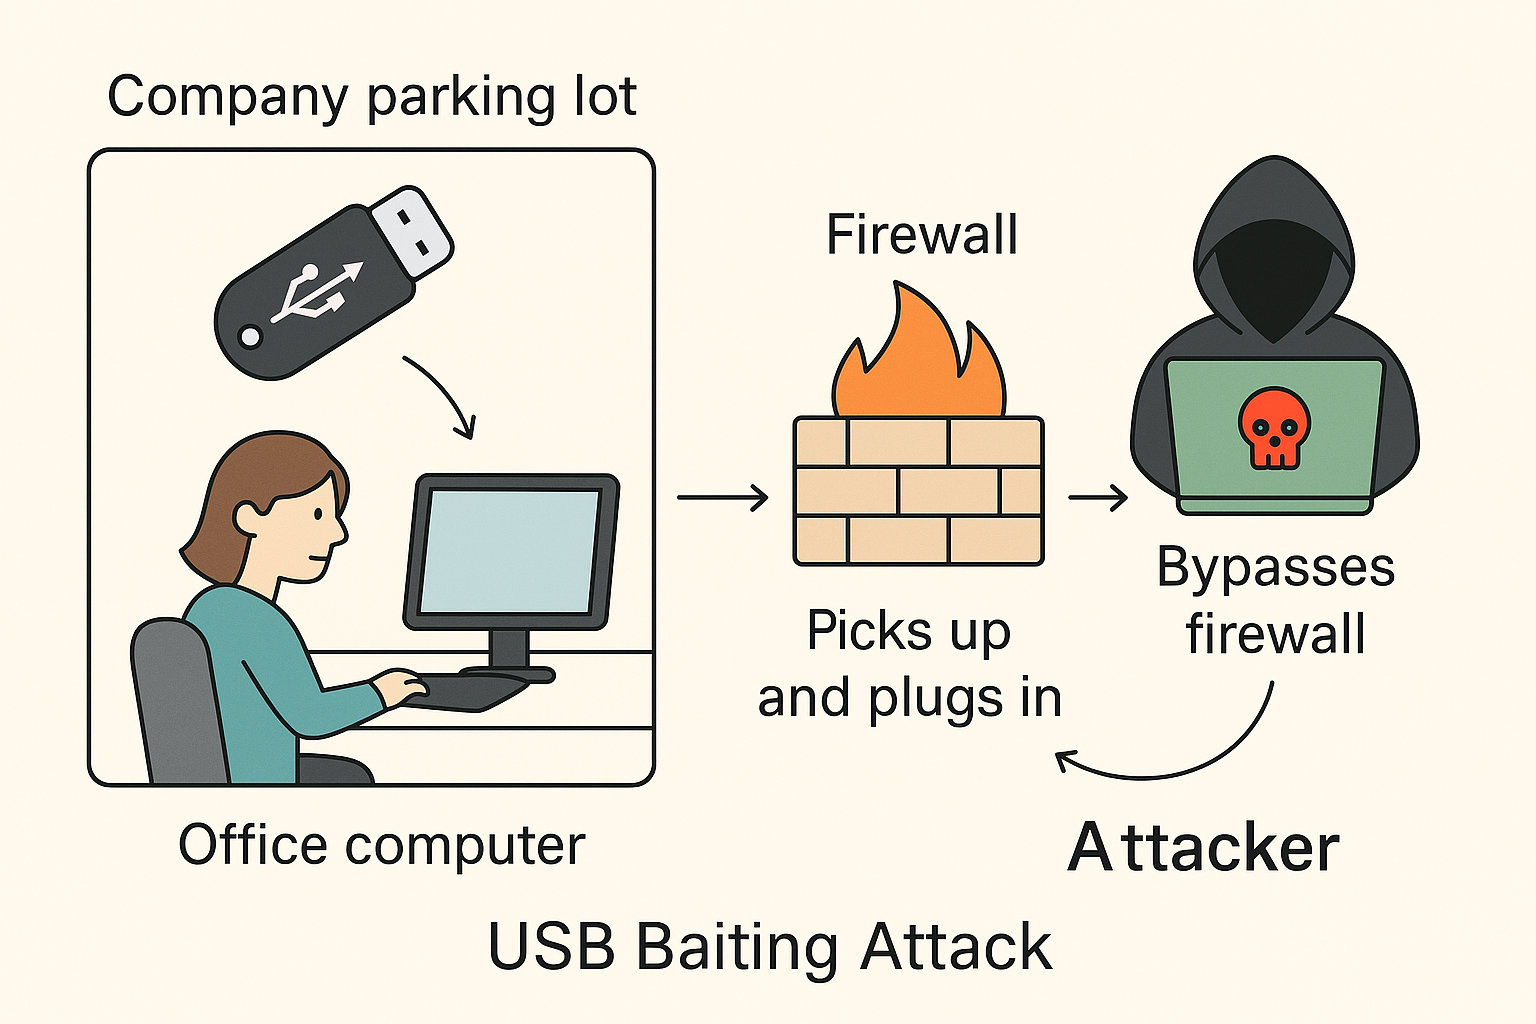 Company parking lot
Firewall
Picks up
and plugs in
Bypasses
firewall
Office computer
Attacker
USB Baiting Attack